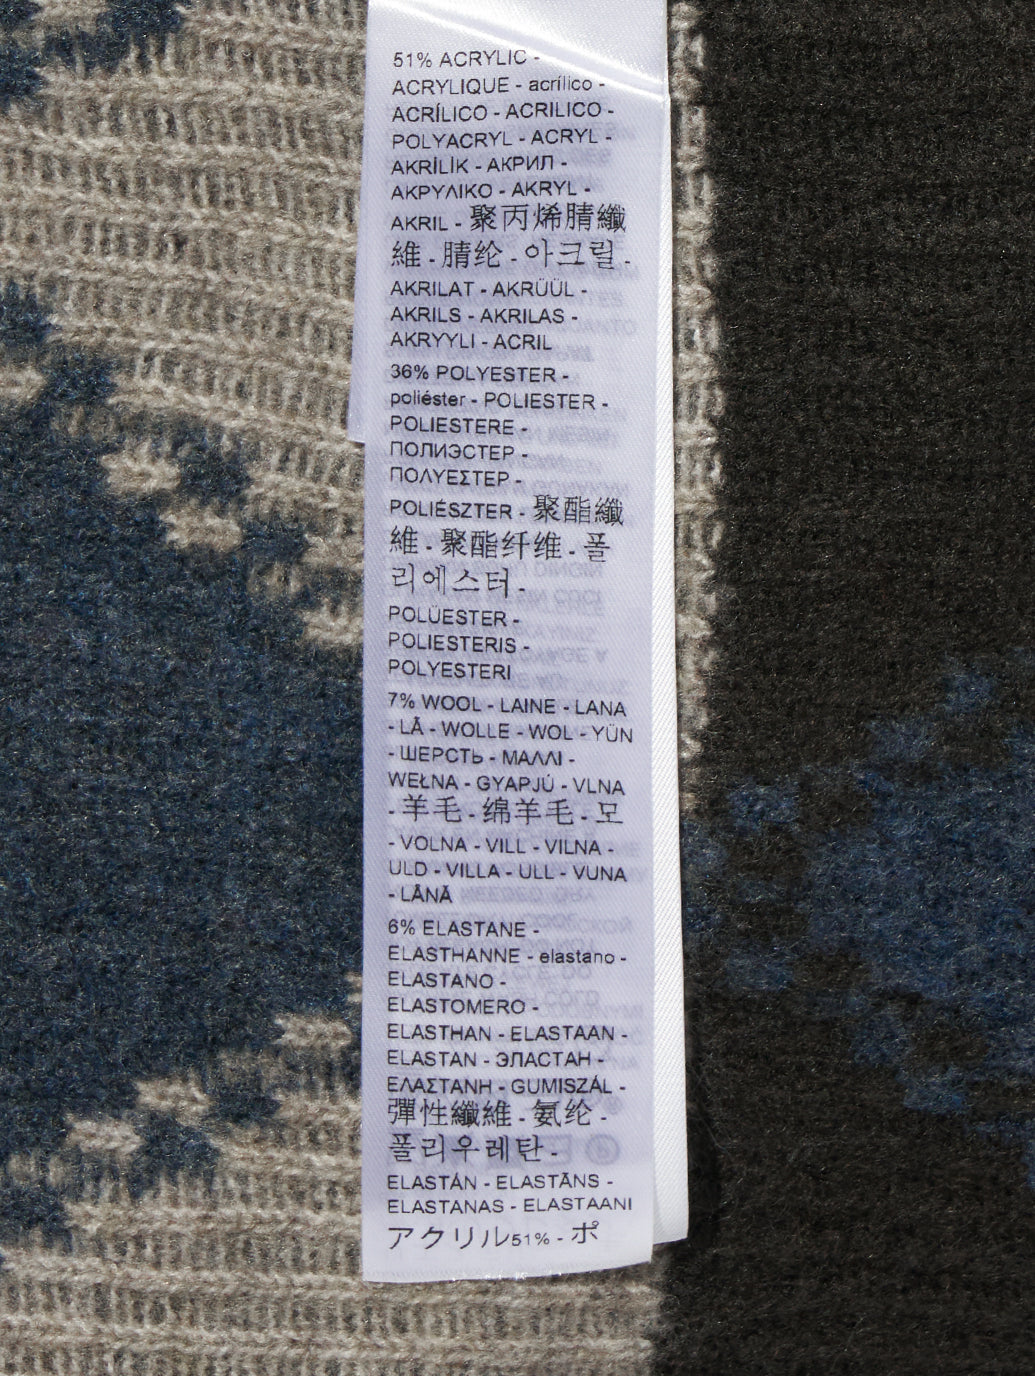 51% ACRYLIC -
ACRYLIQUE - acrílico -
ACRÍLICO - ACRILICO -
POLYACRYL - ACRYL -
AKRİLİK - АКРИЛ -
ΑΚΡΥΛΙΚΟ - AKRYL -
AKRIL - 聚丙烯腈纖
維 - 腈纶 - 아크릴 -
AKRILAT - AKRÜÜL -
AKRILS - AKRILAS -
AKRYYLI - ACRIL
36% POLYESTER -
poliéster - POLIESTER -
POLIESTERE -
ПОЛИЭСТЕР -
ΠΟΛΥΕΣΤΕΡ -
POLIÉSZTER - 聚酯纖
維 - 聚酯纤维 - 폴
리에스터 -
POLÜESTER -
POLIESTERIS -
POLYESTERI
7% WOOL - LAINE - LANA
- LÃ - WOLLE - WOL - YÜN
- ШЕРСТЬ - ΜΑΛΛΙ -
WEŁNA - GYAPJÚ - VLNA
- 羊毛 - 绵羊毛 - 모
- VOLNA - VILL - VILNA -
ULD - VILLA - ULL - VUNA
- LÂNĂ
6% ELASTANE -
ELASTHANNE - elastano -
ELASTANO -
ELASTOMERO -
ELASTHAN - ELASTAAN -
ELASTAN - ЭЛАСТАН -
ΕΛΑΣΤΑΝΗ - GUMISZÁL -
彈性纖維 - 氨纶 -
폴리우레탄 -
ELASTÁN - ELASTĀNS -
ELASTANAS - ELASTAANI
アクリル51% - ポ